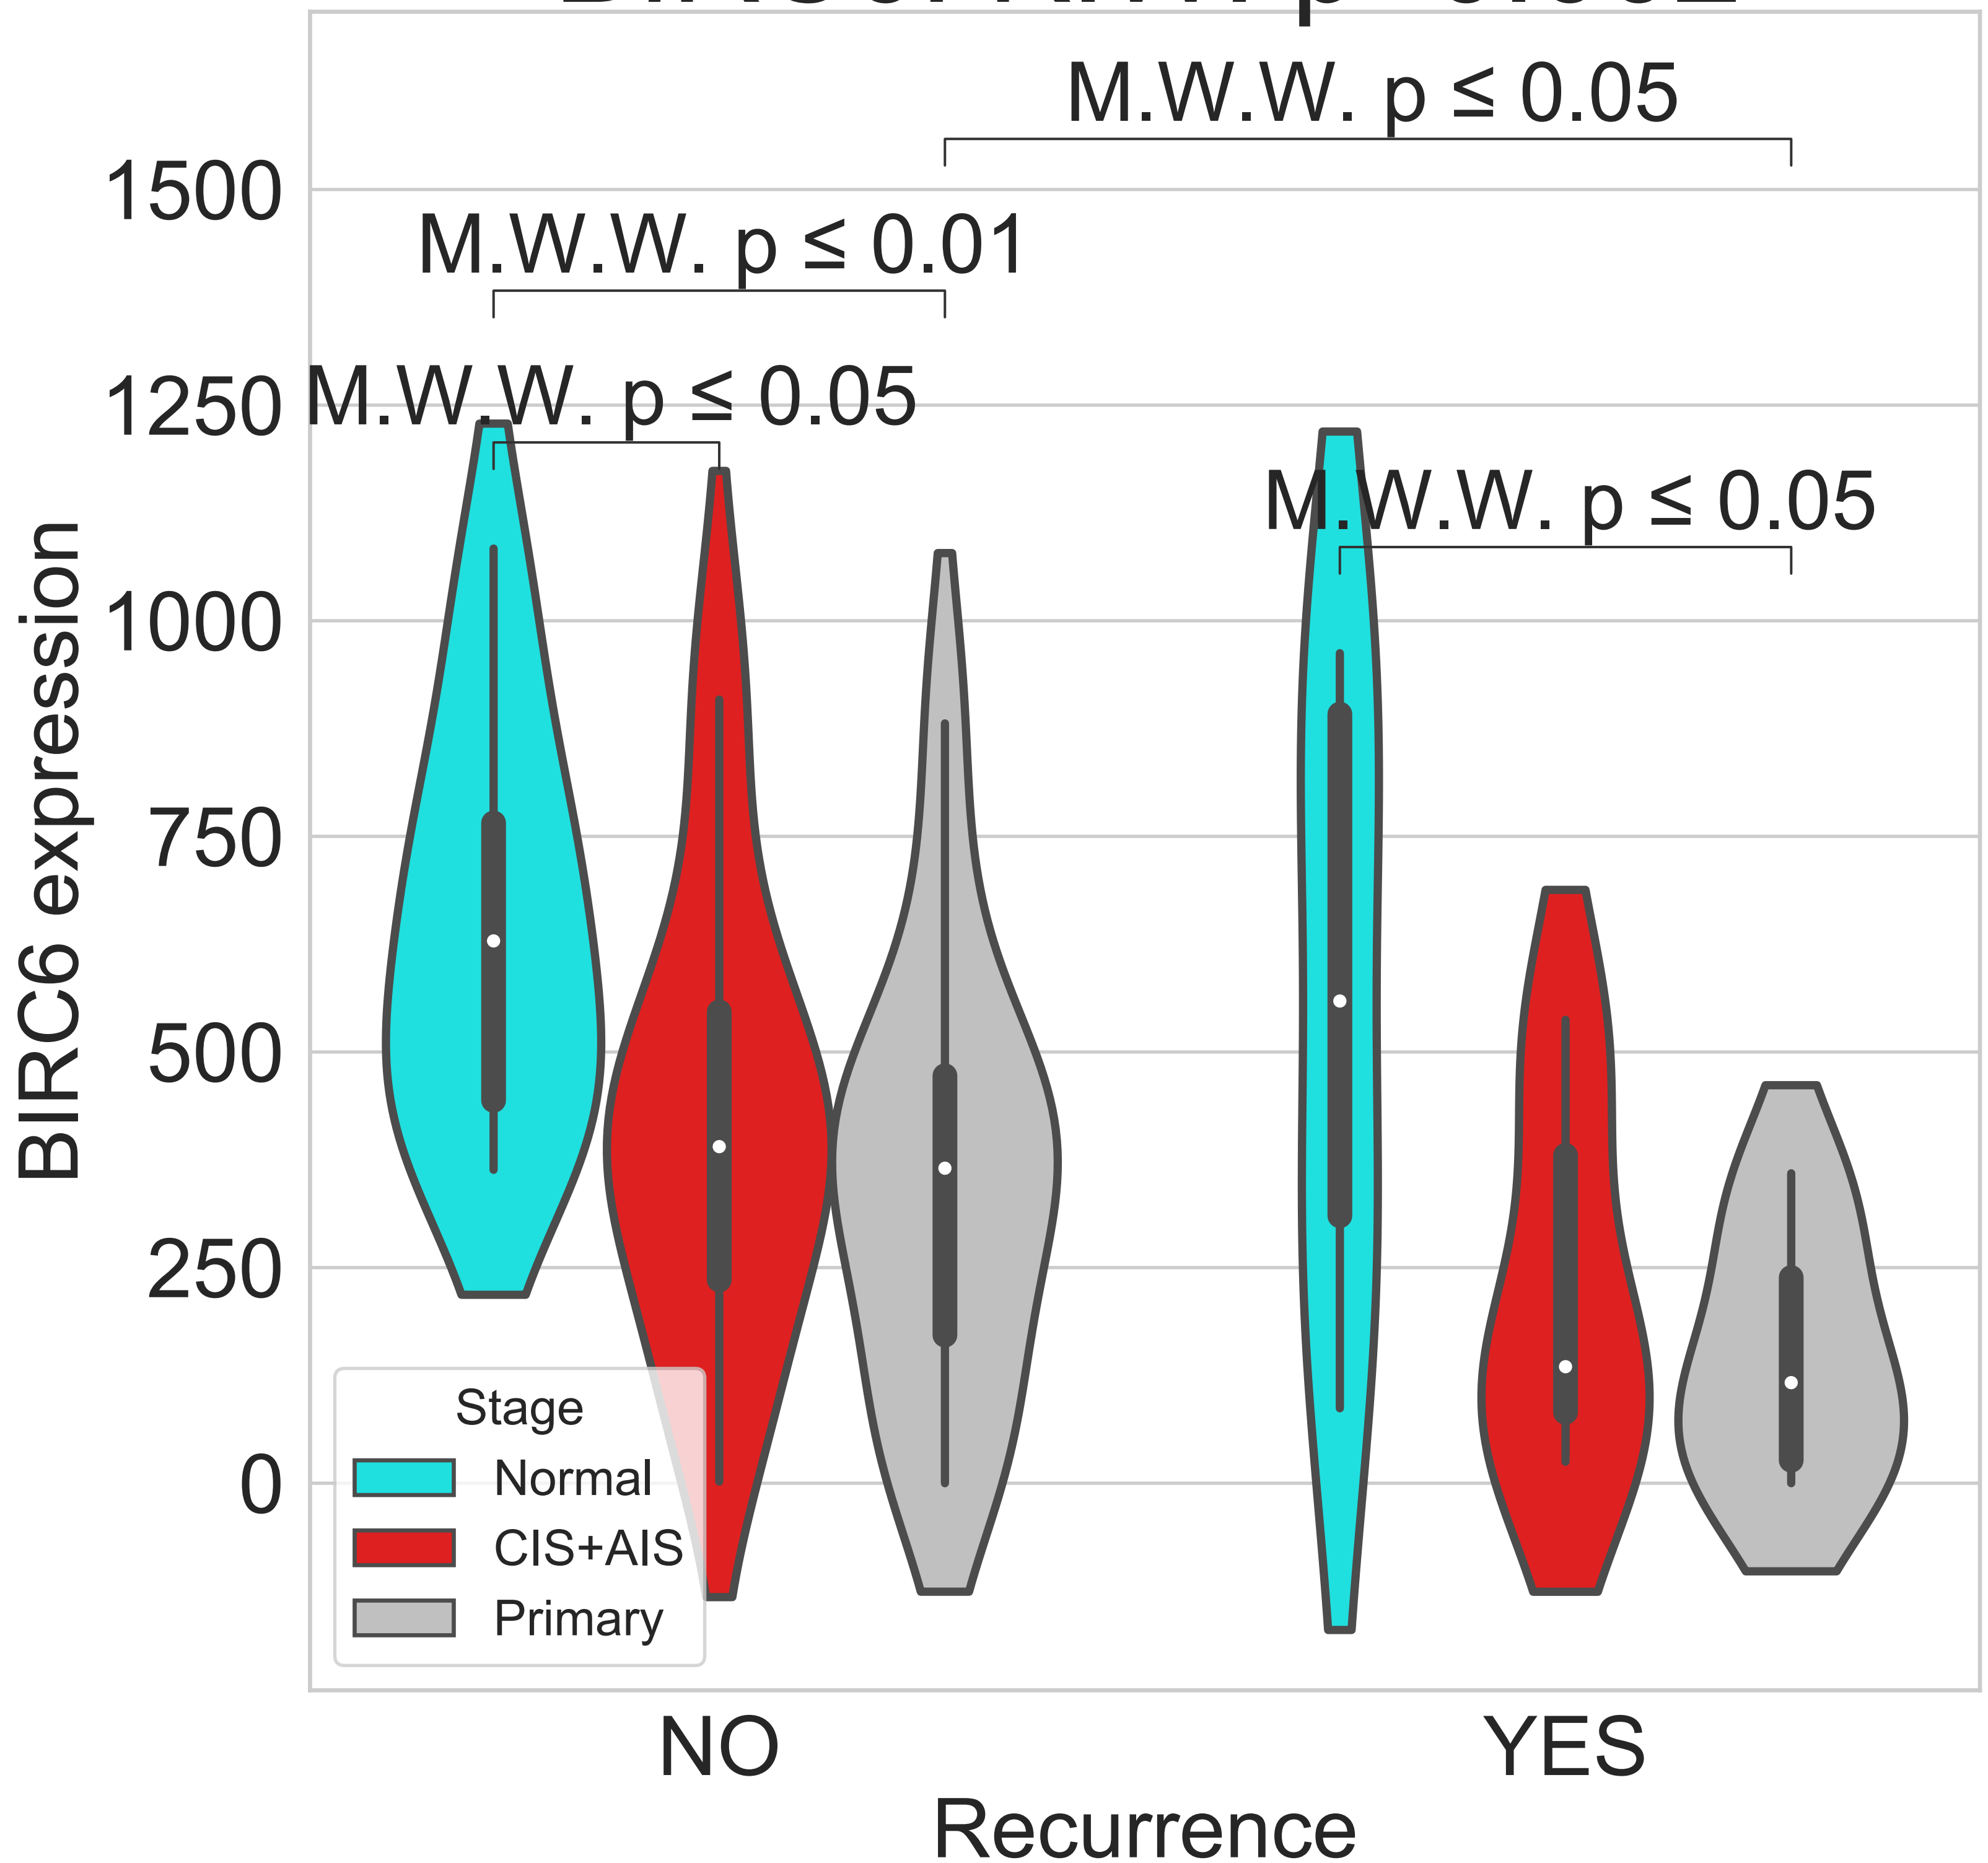 M.W.W. p ≤ 0.05
1500
M.W.W. p ≤ 0.01
1250
M.W.W. p ≤ 0.05
M.W.W. p ≤ 0.05
1000
750
500
250
0
BIRC6 expression
Stage
Normal
CIS+AIS
Primary
NO
YES
Recurrence